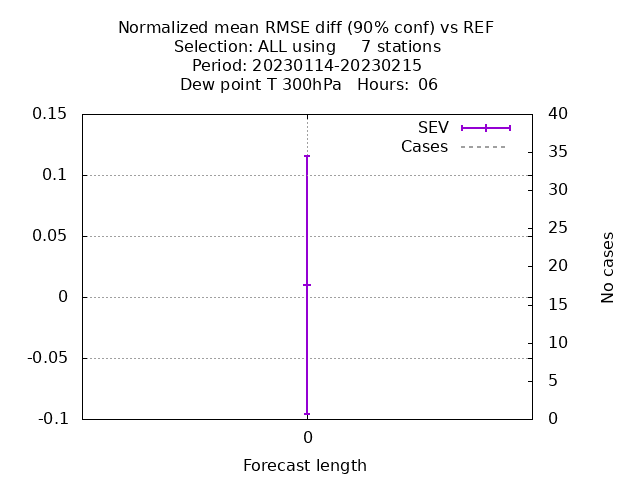 Normalized mean RMSE diff (90% conf) vs REF
Selection: ALL using     7 stations
Period: 20230114-20230215
Dew point T 300hPa   Hours:  06
0.15
0.1
0.05
0
-0.05
-0.1
SEV
Cases
40
35
30
25
20
15
10
5
0
No cases
0
Forecast length